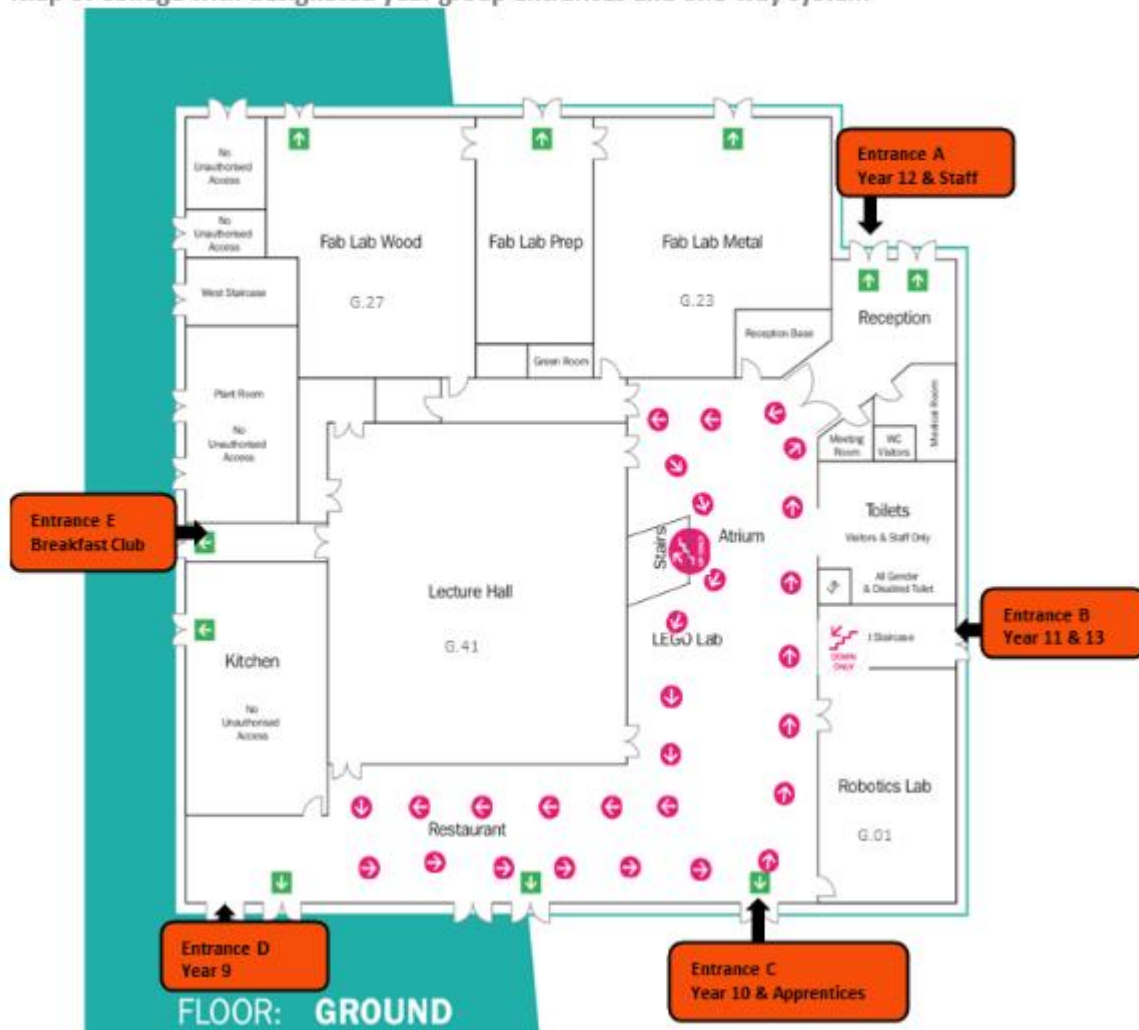 No
Unauthorised
Access
No
Unauthorised
Access
West Staircase
Fab Lab Wood
G.27
Fab Lab Prep
Green Room
Fab Lab Metal
G.23
Entrance A
Year 12 & Staff
Reception
Reception Base
Medical Room
Meeting
Room
WC
Visitors
Plant Room
No
Unauthorised
Access
Entrance E
Breakfast Club
Toilets
Visitors & Staff Only
All Gender
& Disabled Toilet
Stairs
Atrium
Lecture Hall
G.41
LEGO Lab
Entrance B
Year 11 & 13
Staircase
DOWN
ONLY
Kitchen
No
Unauthorised
Access
Robotics Lab
G.01
Restaurant
Entrance D
Year 9
Entrance C
Year 10 & Apprentices
FLOOR: GROUND